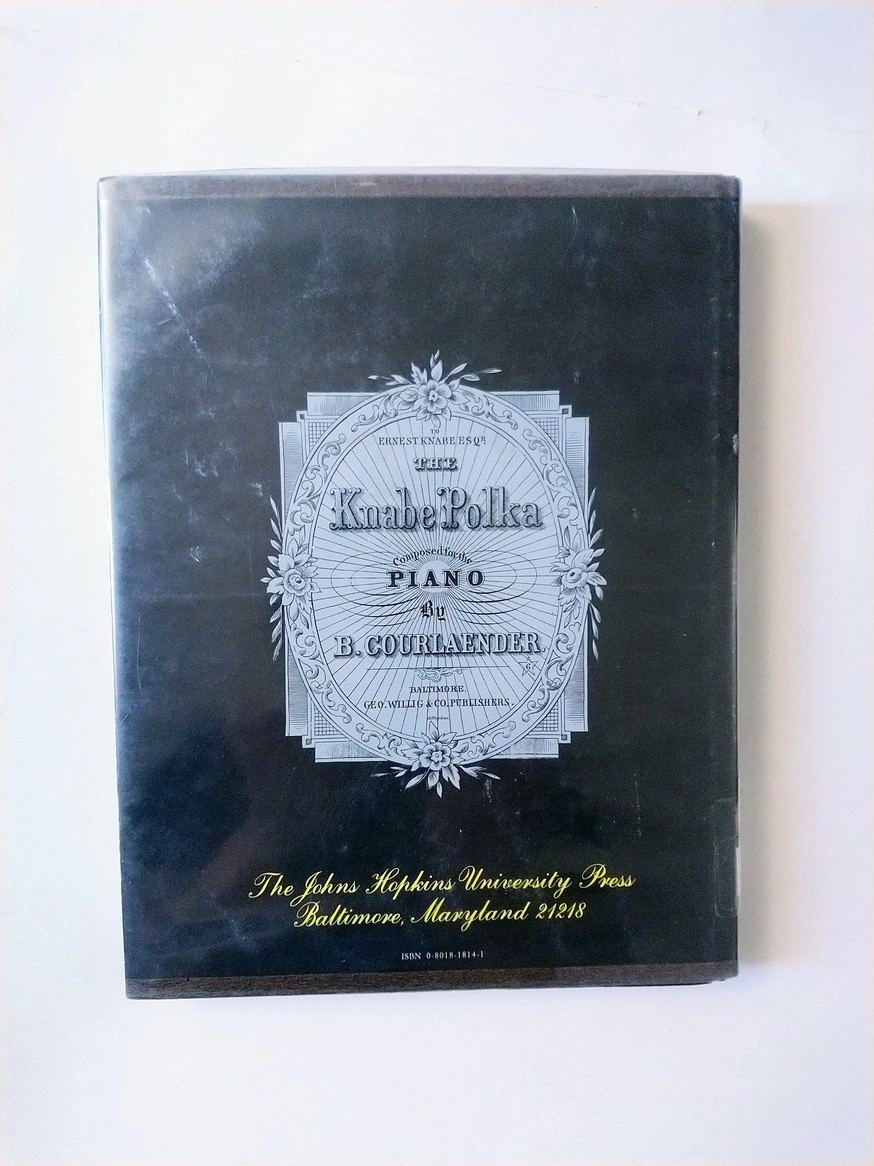 TO
ERNEST KNABE ESQR.
THE
Knabe Polka
Composed for the
PIANO
By
B. COURLAENDER.
6
BALTIMORE.
GEO. WILLIG & CO, PUBLISHERS.
The Johns Hopkins University Press
Baltimore, Maryland 21218
ISBN 0-8018-1814-1